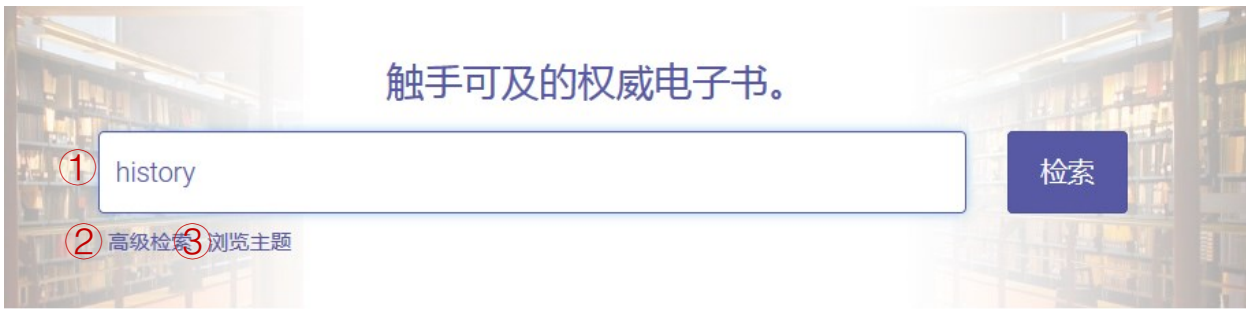 触手可及的权威电子书。
① history 检索
② 高级检索 ③ 浏览主题